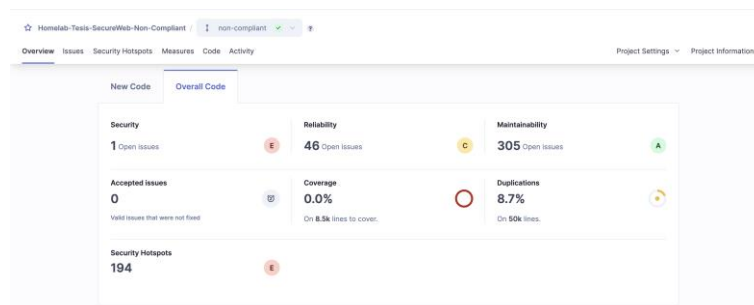 Homelab-Tesis-SecureWeb-Non-Compliant / non-compliant
Overview Issues Security Hotspots Measures Code Activity Project Settings Project Information
New Code Overall Code
Security Reliability Maintainability
1 Open issues E 46 Open issues C 305 Open issues A
Accepted issues Coverage Duplications
0 0.0% 8.7%
Valid issues that were not fixed On 8.5k lines to cover. On 50k lines.
Security Hotspots
194 E